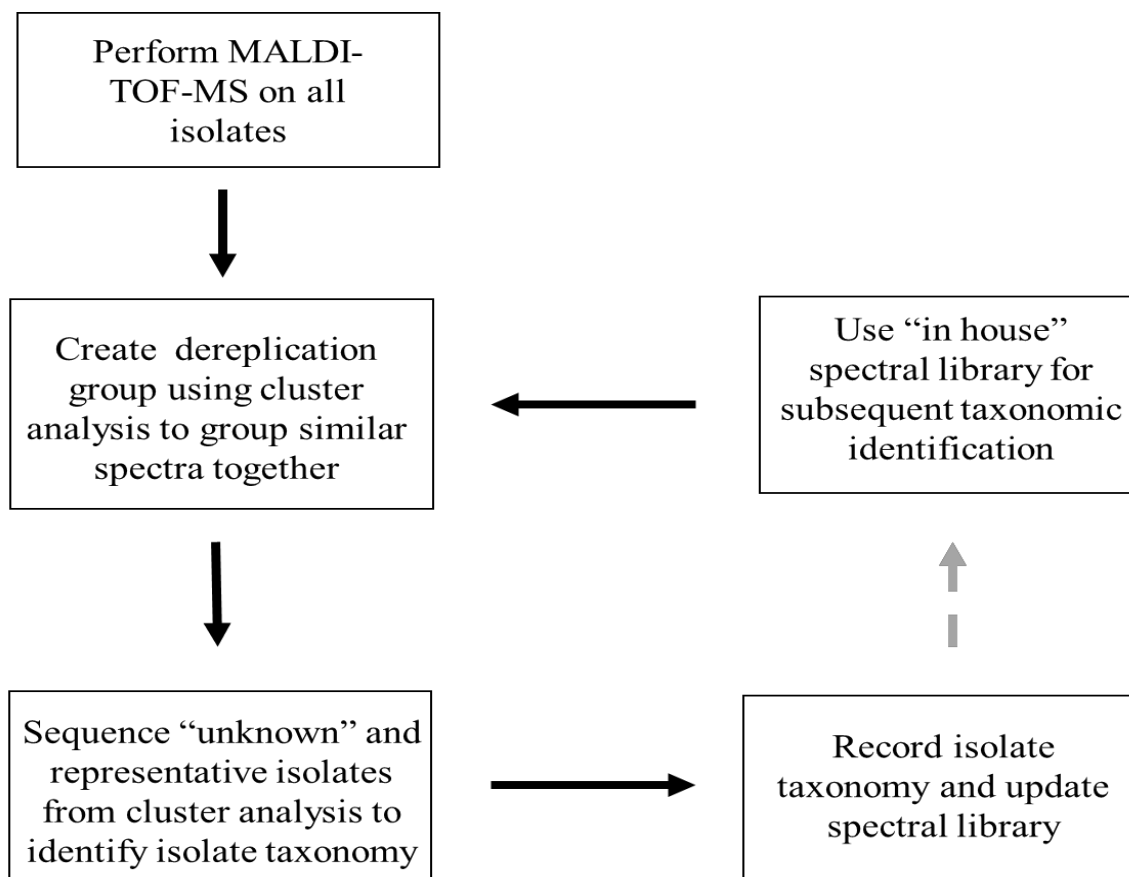 Perform MALDI-
TOF-MS on all
isolates
Create dereplication
group using cluster
analysis to group similar
spectra together
Sequence “unknown” and
representative isolates
from cluster analysis to
identify isolate taxonomy
Record isolate
taxonomy and update
spectral library
Use “in house”
spectral library for
subsequent taxonomic
identification